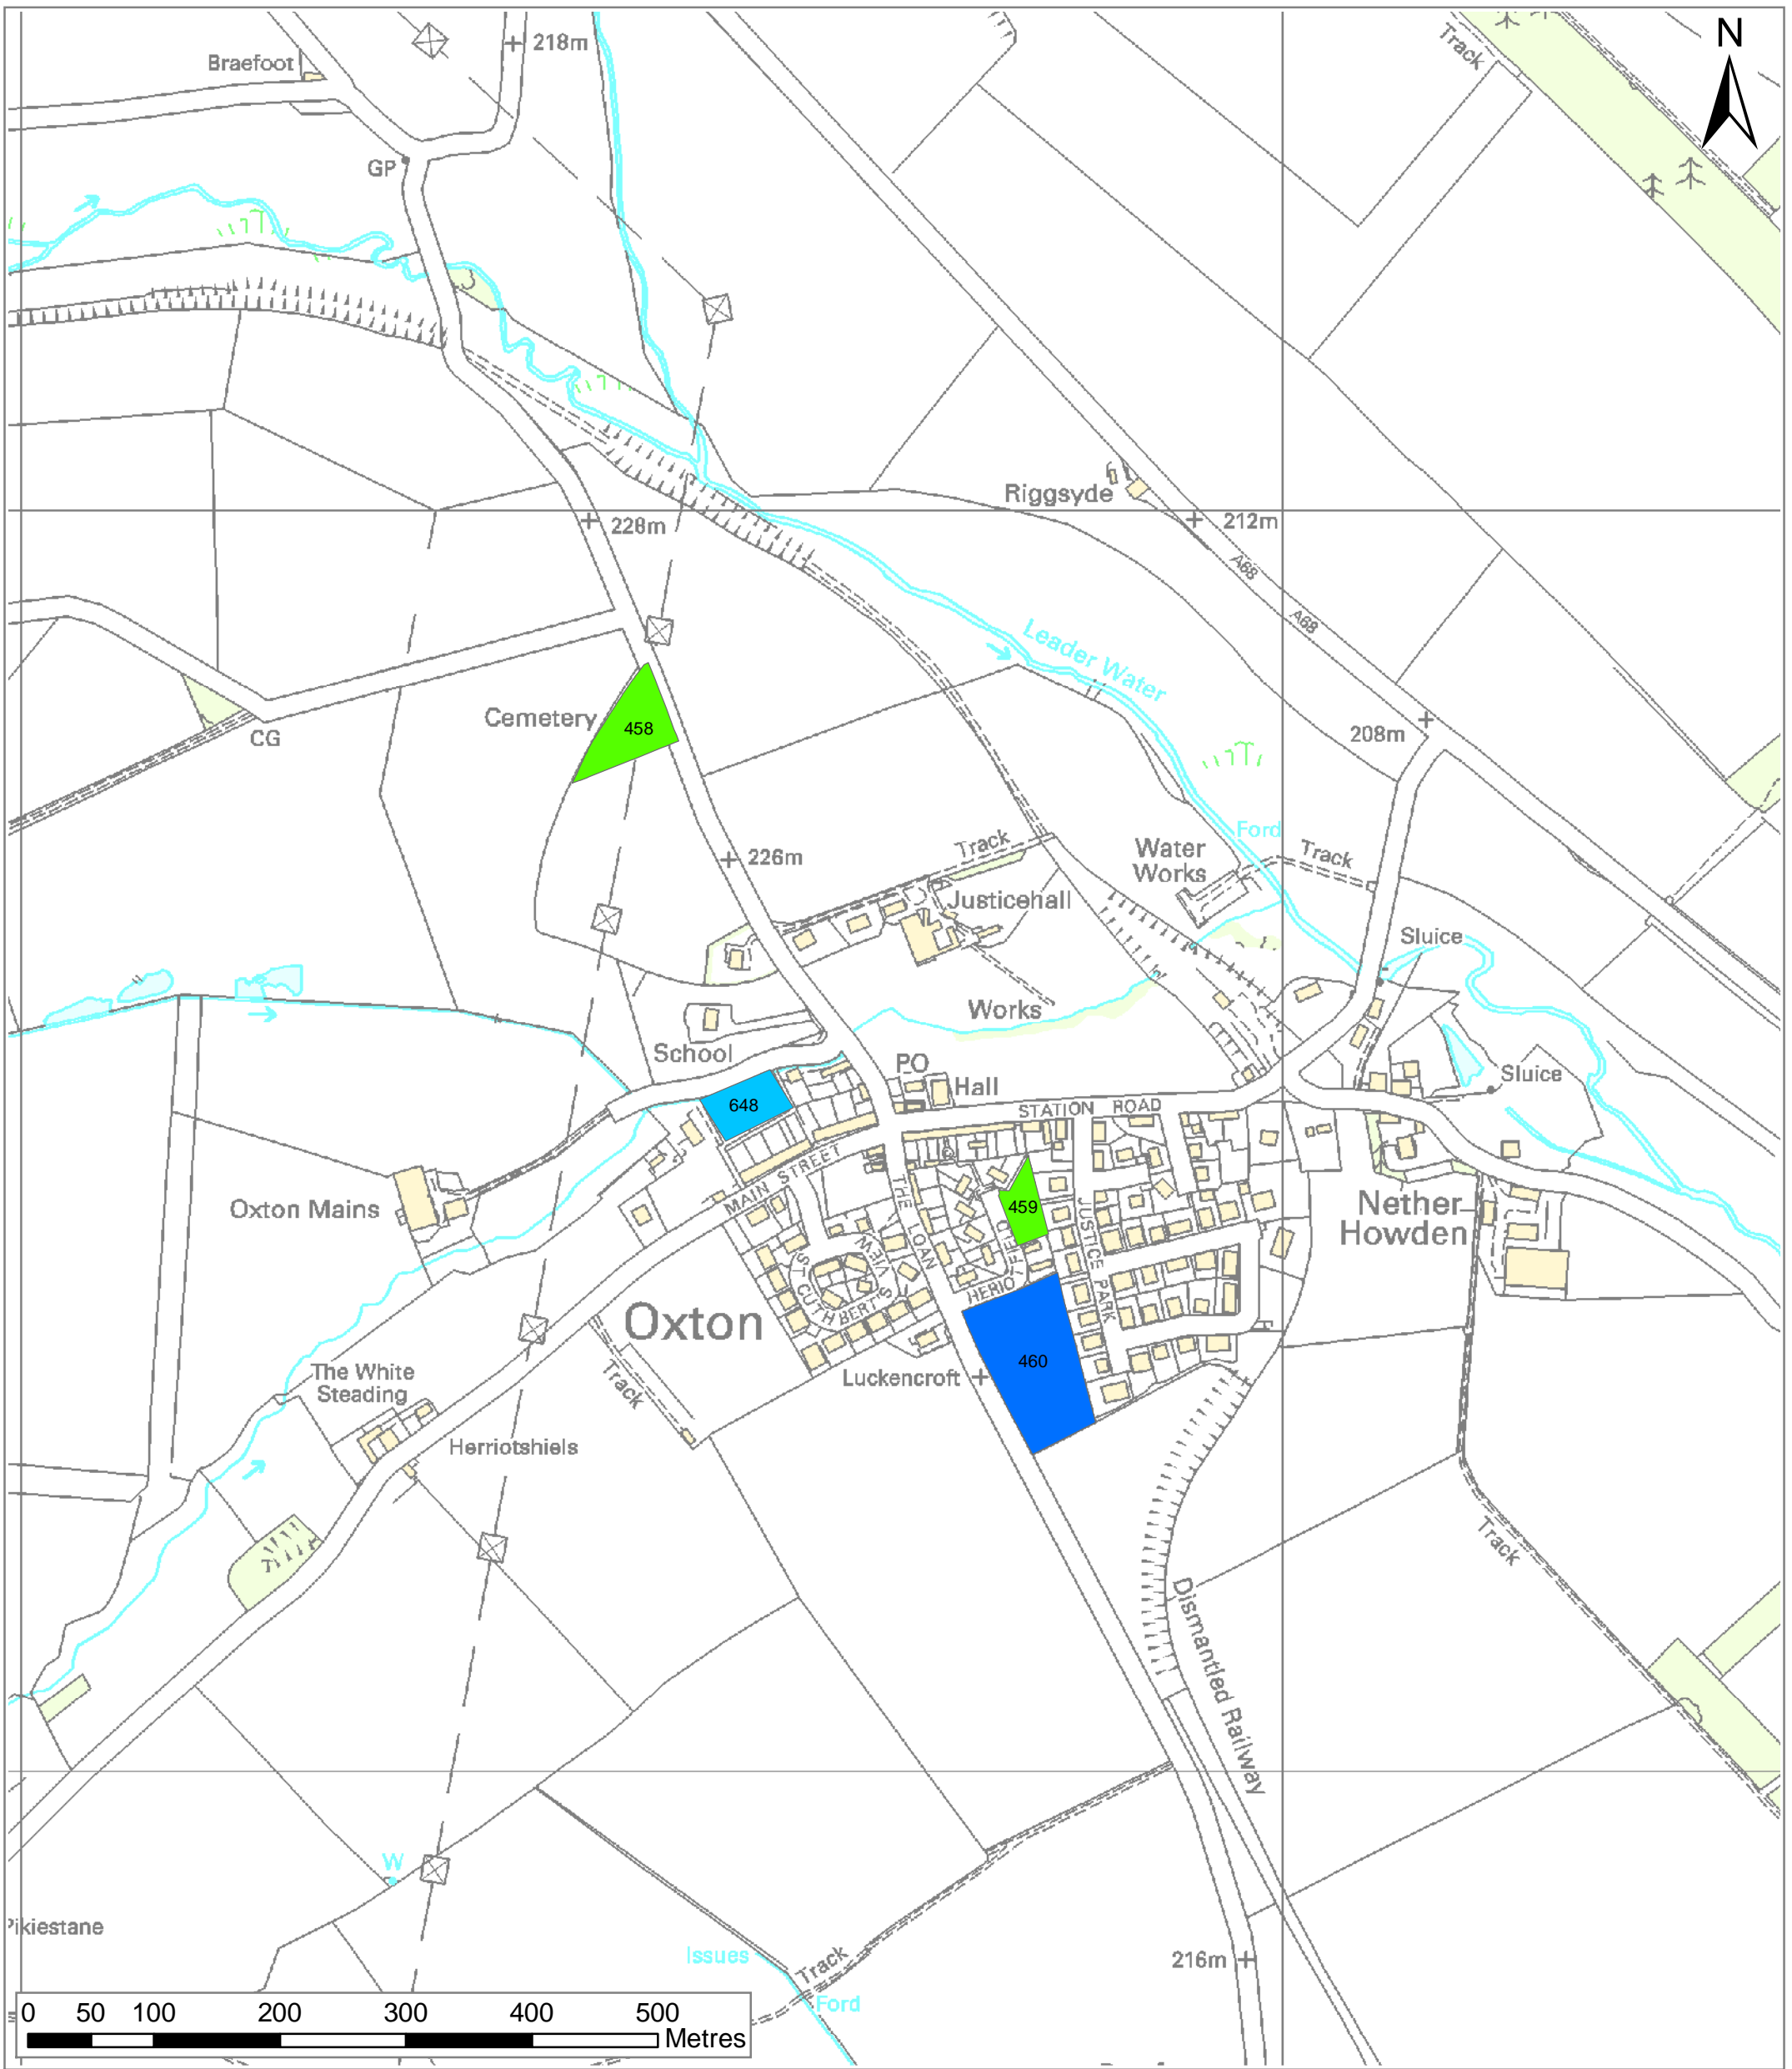 N
Track
218m
Braefoot
GP
Riggsyde
212m
228m
A68
A68
Leader Water
Cemetery
458
CG
208m
Ford
Track
226m
Track
Water
Works
Justicehall
Sluice
Works
School
PO
Hall
Sluice
648
STATION ROAD
MAIN STREET
Oxton Mains
THE LOAN
459
JUSTICE PARK
Nether
Howden
ST CUTHBERT'S
VIEW
Oxton
460
The White
Steading
Track
Luckencroft
Herriotshiels
Track
Dismantled Railway
W
Pikiestane
Issues
Track
216m
Ford
0 50 100 200 300 400 500
Metres